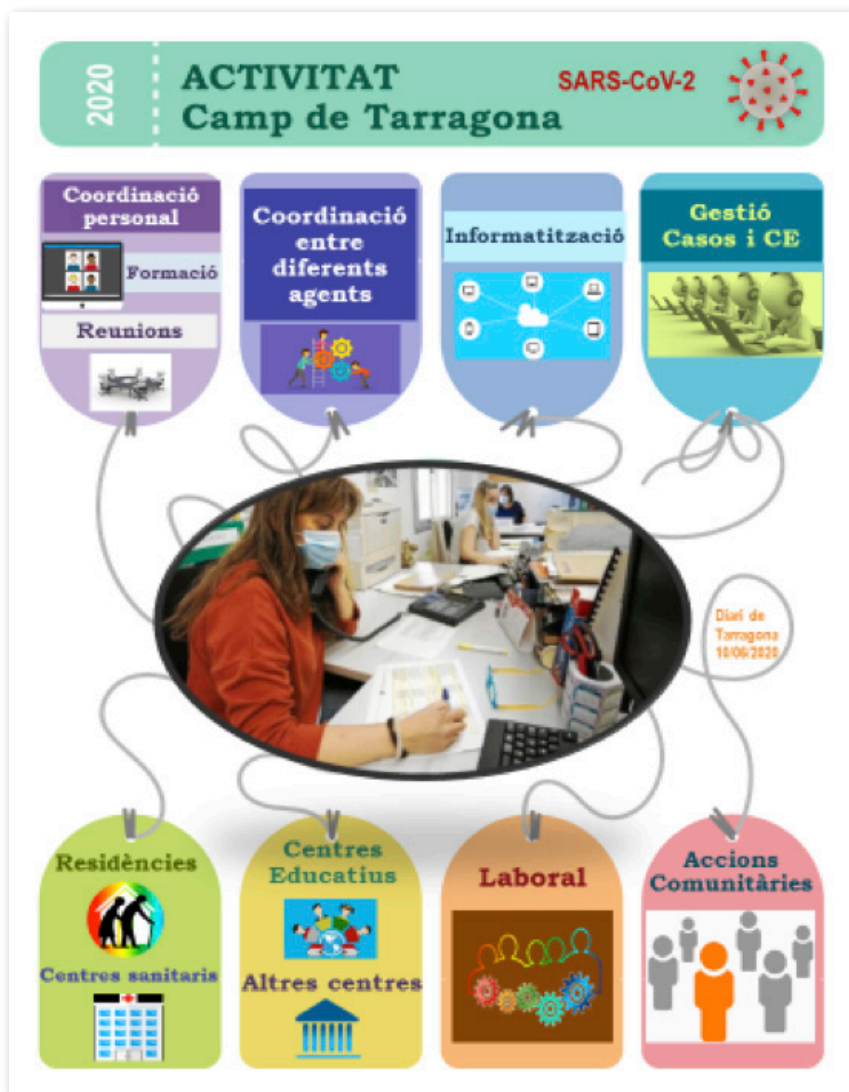 2020
ACTIVITAT
Camp de Tarragona
SARS-CoV-2
Coordinació
personal
Formació
Reunions
Coordinació
entre
diferents
agents
Informatització
Gestió
Casos i CE
Diari de
Tarragona
10/06/2020
Residències
Centres sanitaris
Centres
Educatius
Altres centres
Laboral
Accions
Comunitàries